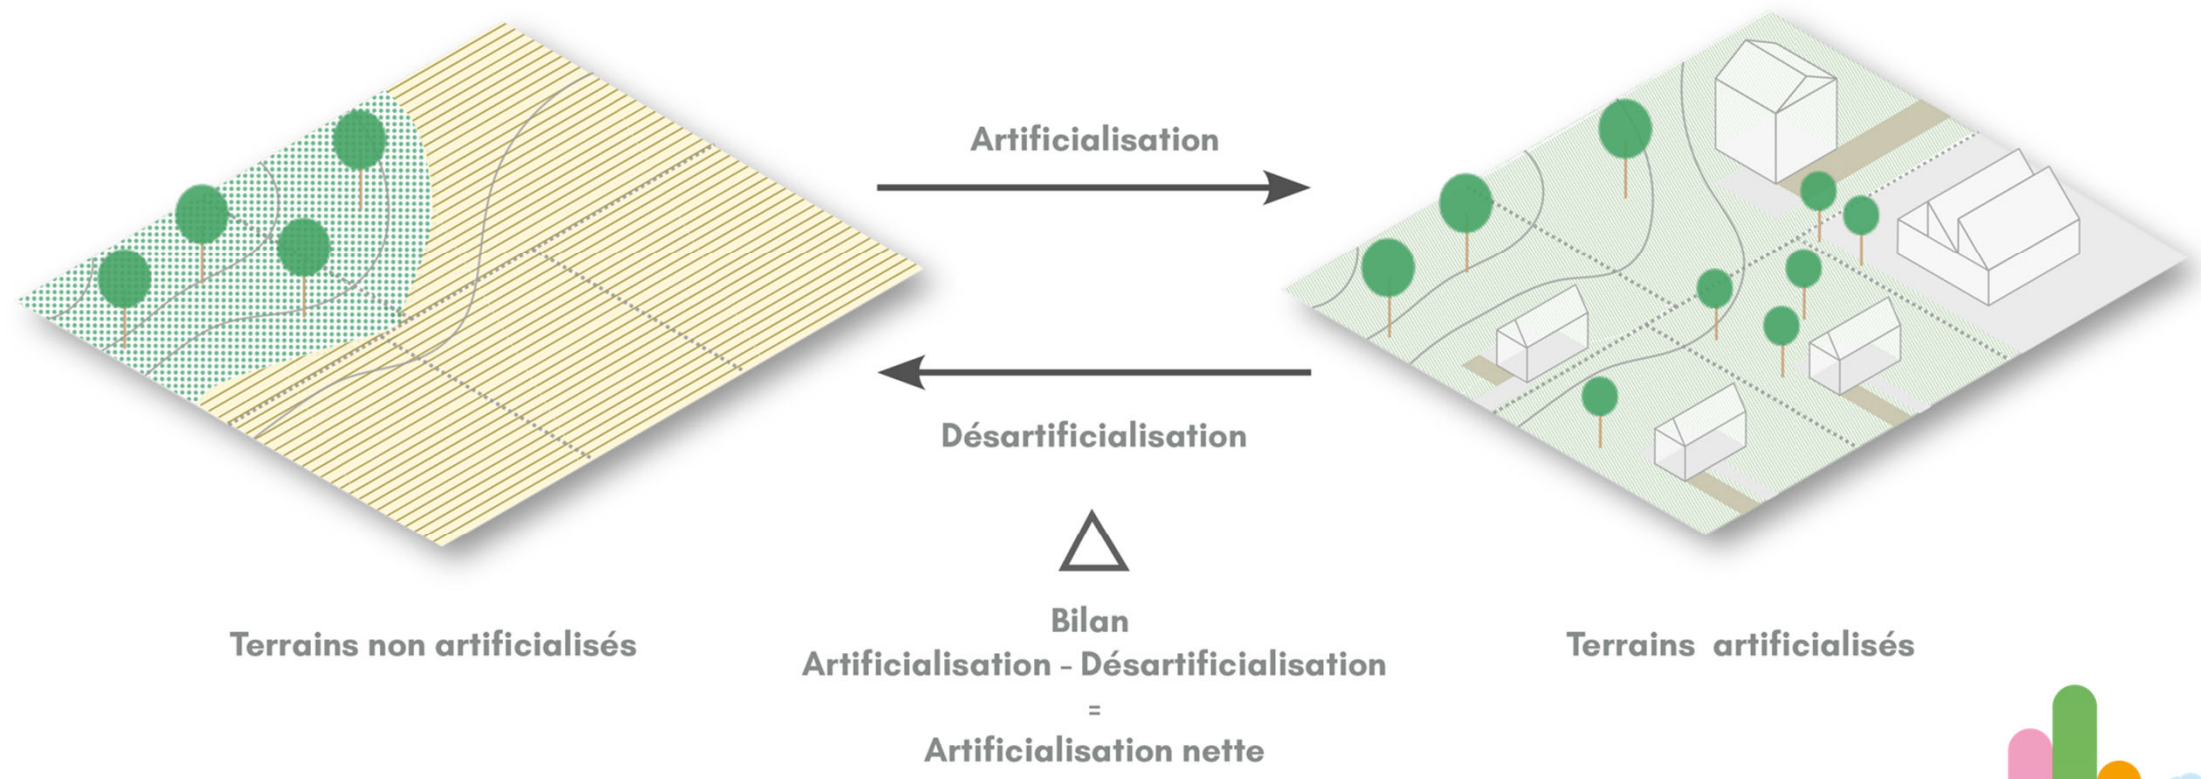 Artificialisation
Désartificialisation
Terrains non artificialisés
Bilan
Artificialisation - Désartificialisation
=
Artificialisation nette
Terrains artificialisés